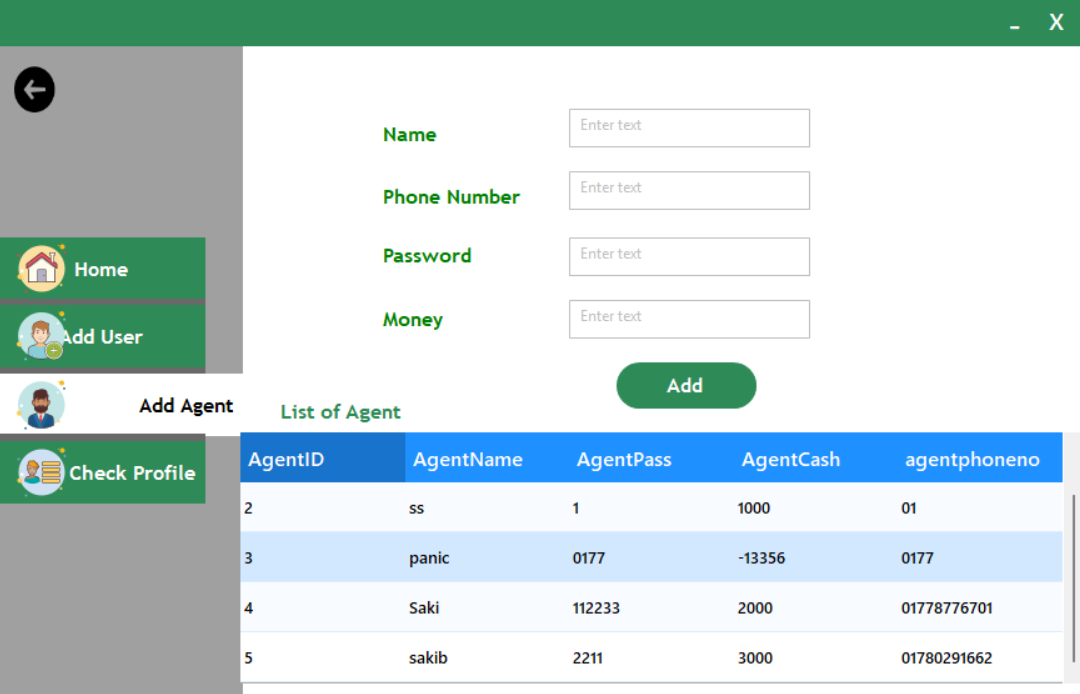 _ X
Name Enter text
Phone Number Enter text
Password Enter text
Money Enter text
Add
Home
Add User
Add Agent
Check Profile
List of Agent
AgentID AgentName AgentPass AgentCash agentphoneno
2 ss 1 1000 01
3 panic 0177 -13356 0177
4 Saki 112233 2000 01778776701
5 sakib 2211 3000 01780291662